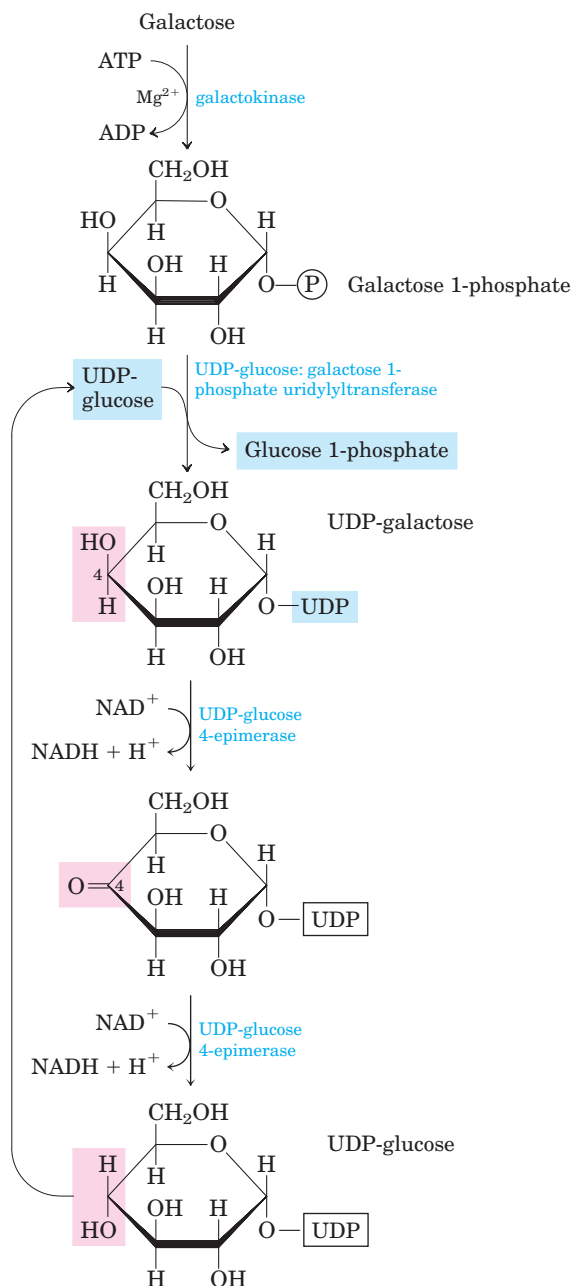 Galactose
ATP
Mg²⁺ galactokinase
ADP
CH₂OH
O
HO H
H
OH H
H O P Galactose 1-phosphate
H OH
UDP-glucose: galactose 1-
phosphate uridylyltransferase
UDP-
glucose
Glucose 1-phosphate
CH₂OH
UDP-galactose
O
HO H
H
4 OH H
H O UDP
OH
H
NAD⁺
UDP-glucose
4-epimerase
NADH + H⁺
CH₂OH
O
H H
O 4
OH H
O UDP
H OH
NAD⁺
UDP-glucose
4-epimerase
NADH + H⁺
CH₂OH
O UDP-glucose
H H H
OH H
HO O UDP
H OH